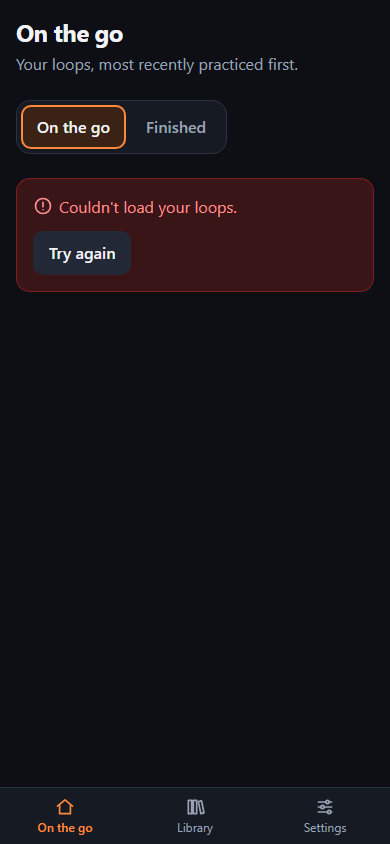 On the go
Your loops, most recently practiced first.
On the go
Finished
Couldn't load your loops.
Try again
On the go
Library
Settings